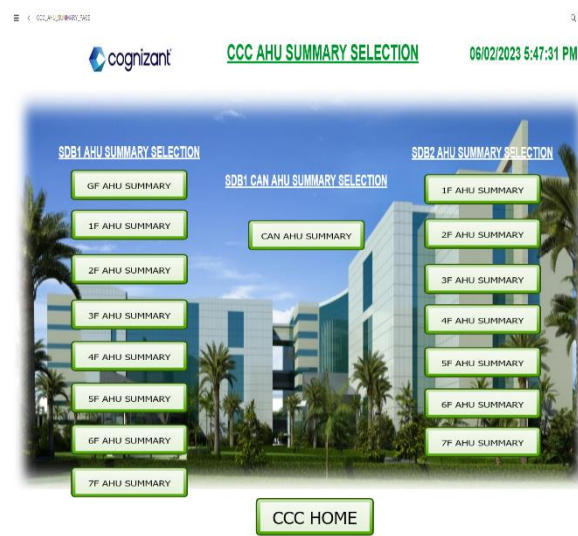 CCC_AHU_SUMMARY_PAGE
cognizant
CCC AHU SUMMARY SELECTION
06/02/2023 5:47:31 PM
SDB1 AHU SUMMARY SELECTION
GF AHU SUMMARY
1F AHU SUMMARY
2F AHU SUMMARY
3F AHU SUMMARY
4F AHU SUMMARY
5F AHU SUMMARY
6F AHU SUMMARY
7F AHU SUMMARY
SDB1 CAN AHU SUMMARY SELECTION
CAN AHU SUMMARY
SDB2 AHU SUMMARY SELECTION
1F AHU SUMMARY
2F AHU SUMMARY
3F AHU SUMMARY
4F AHU SUMMARY
5F AHU SUMMARY
6F AHU SUMMARY
7F AHU SUMMARY
CCC HOME